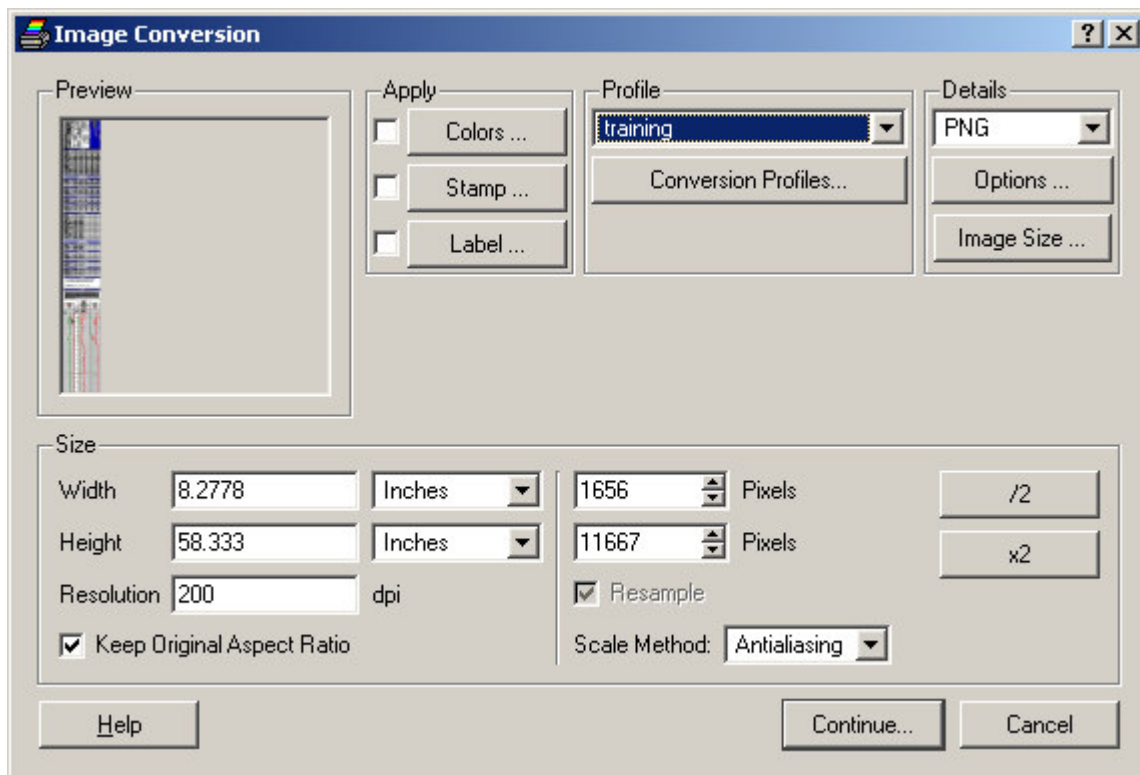 Image Conversion
Preview
Apply
Colors ...
Stamp ...
Label ...
Profile
training
Conversion Profiles...
Details
PNG
Options ...
Image Size ...
Size
Width 8.2778 Inches 1656 Pixels /2
Height 58.333 Inches 11667 Pixels x2
Resolution 200 dpi Resample
Keep Original Aspect Ratio Scale Method: Antialiasing
Help Continue... Cancel